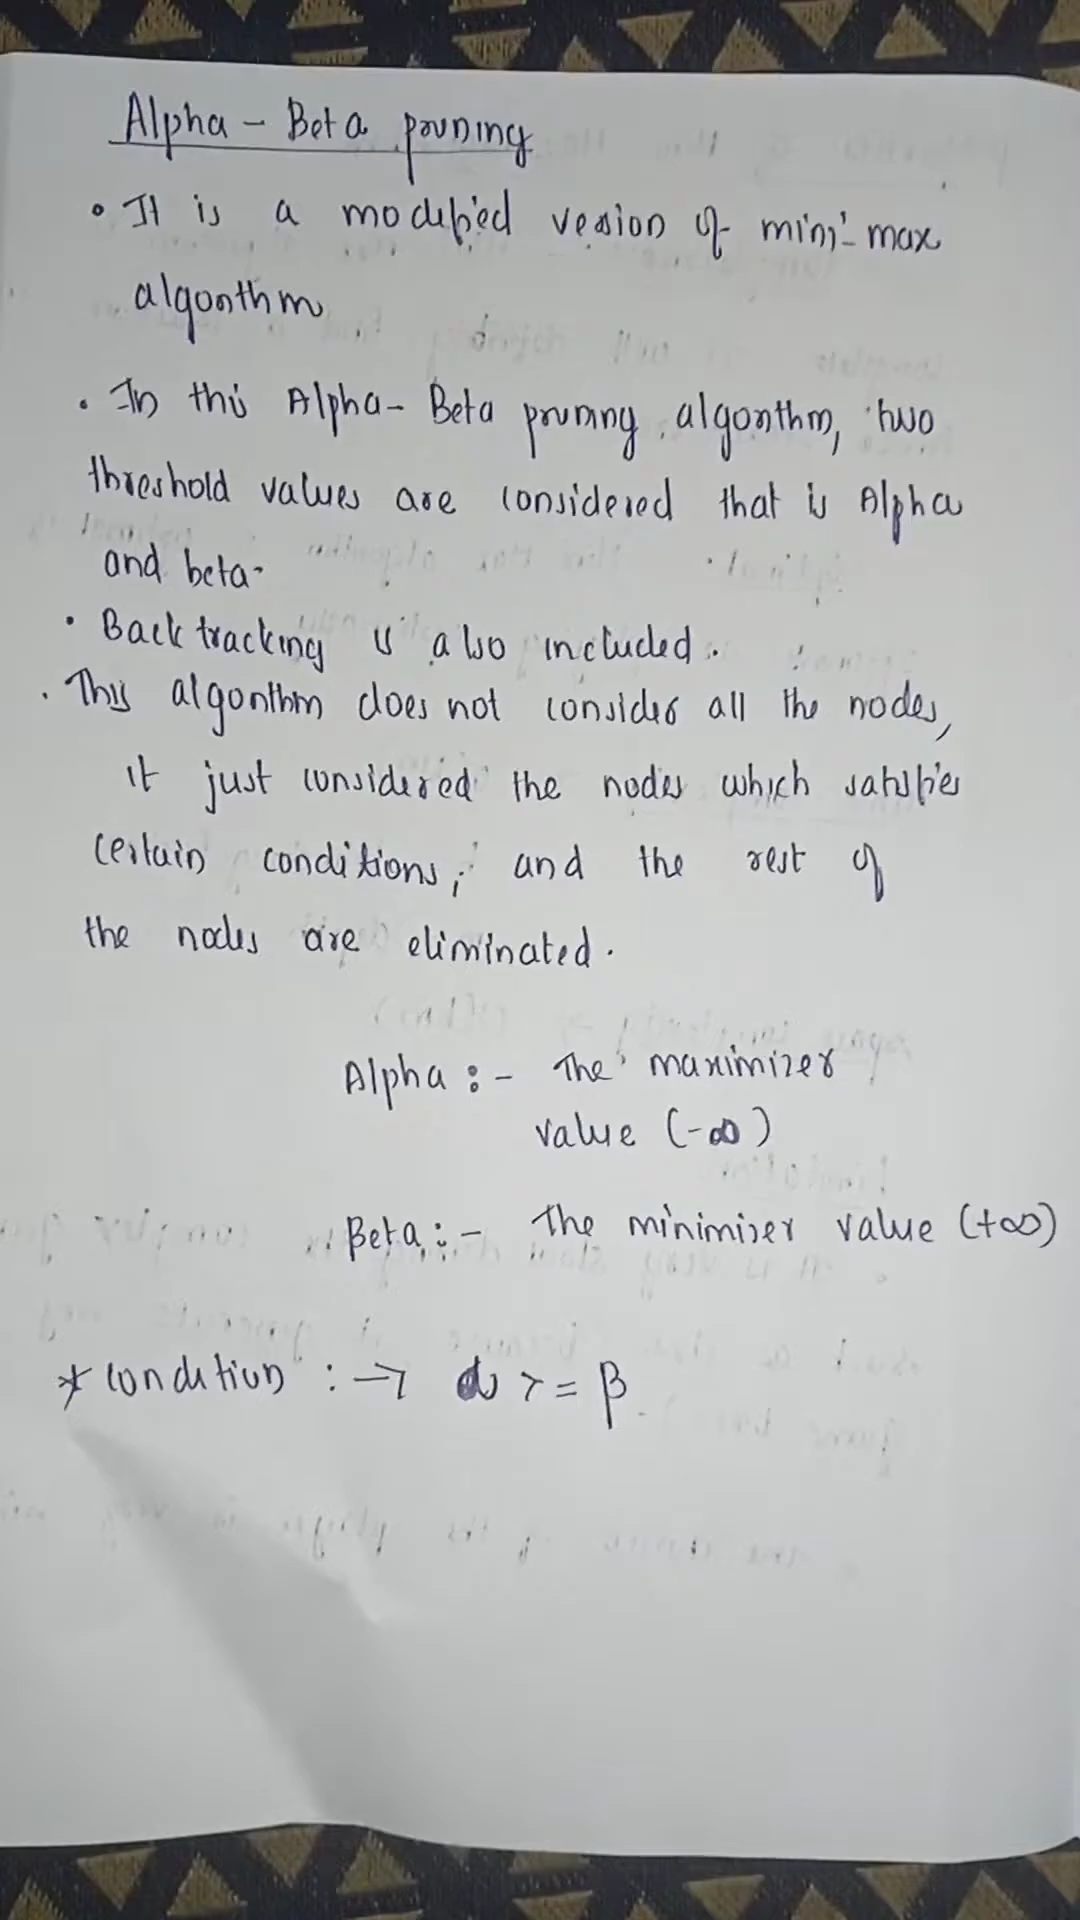 Alpha - Beta pruning
• It is a modified vesion of mini-max
algorithm
• In this Alpha- Beta pruning algorithm, two
threshold values are considered that is Alpha
and beta-
• Back tracking is also included.
• This algorithm does not consider all the nodes,
it just considered the nodes which satisfies
certain conditions, and the rest of
the nodes are eliminated.
Alpha :- The maximizer
value (-∞)
Beta :- The minimizer value (+∞)
* condition :→ α >= β